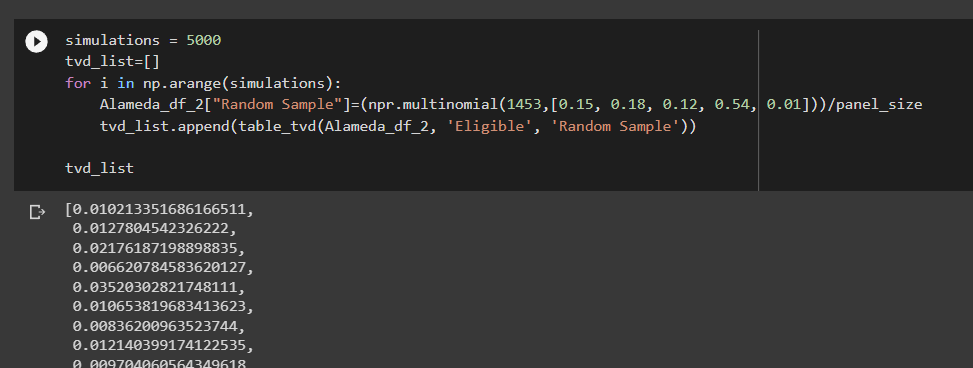 simulations = 5000
tvd_list=[]
for i in np.arange(simulations):
    Alameda_df_2["Random Sample"]=(npr.multinomial(1453,[0.15, 0.18, 0.12, 0.54, 0.01]))/panel_size
    tvd_list.append(table_tvd(Alameda_df_2, 'Eligible', 'Random Sample'))
tvd_list
[0.010213351686166511,
0.0127804542326222,
0.02176187198898835,
0.006620784583620127,
0.03520302821748111,
0.010653819683413623,
0.00836200963523744,
0.012140399174122535,
0.009704060564349618